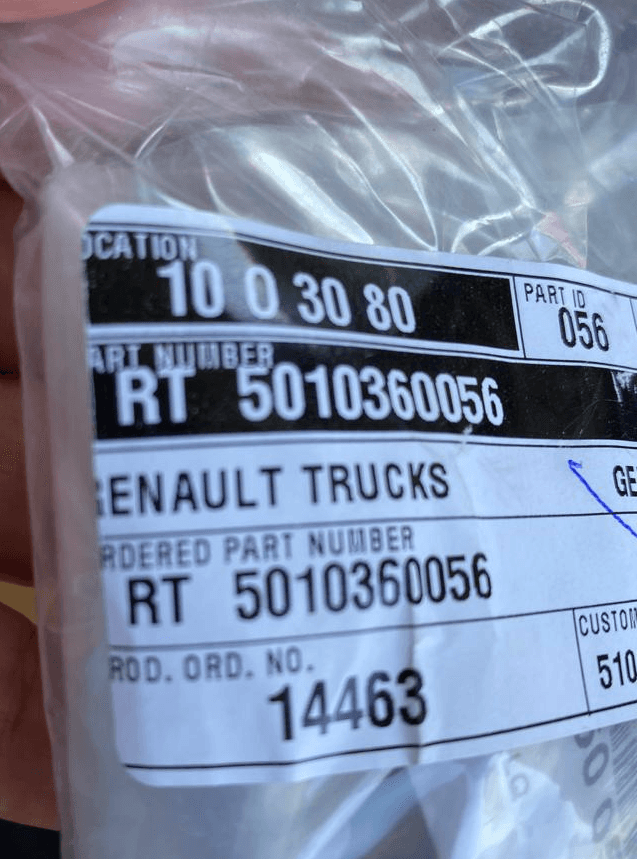 OCATION
10 0 30 80
PART ID
056
ART NUMBER
RT 5010360056
RENAULT TRUCKS
GE
RDERED PART NUMBER
RT 5010360056
ROD. ORD. NO.
14463
CUSTOM
510